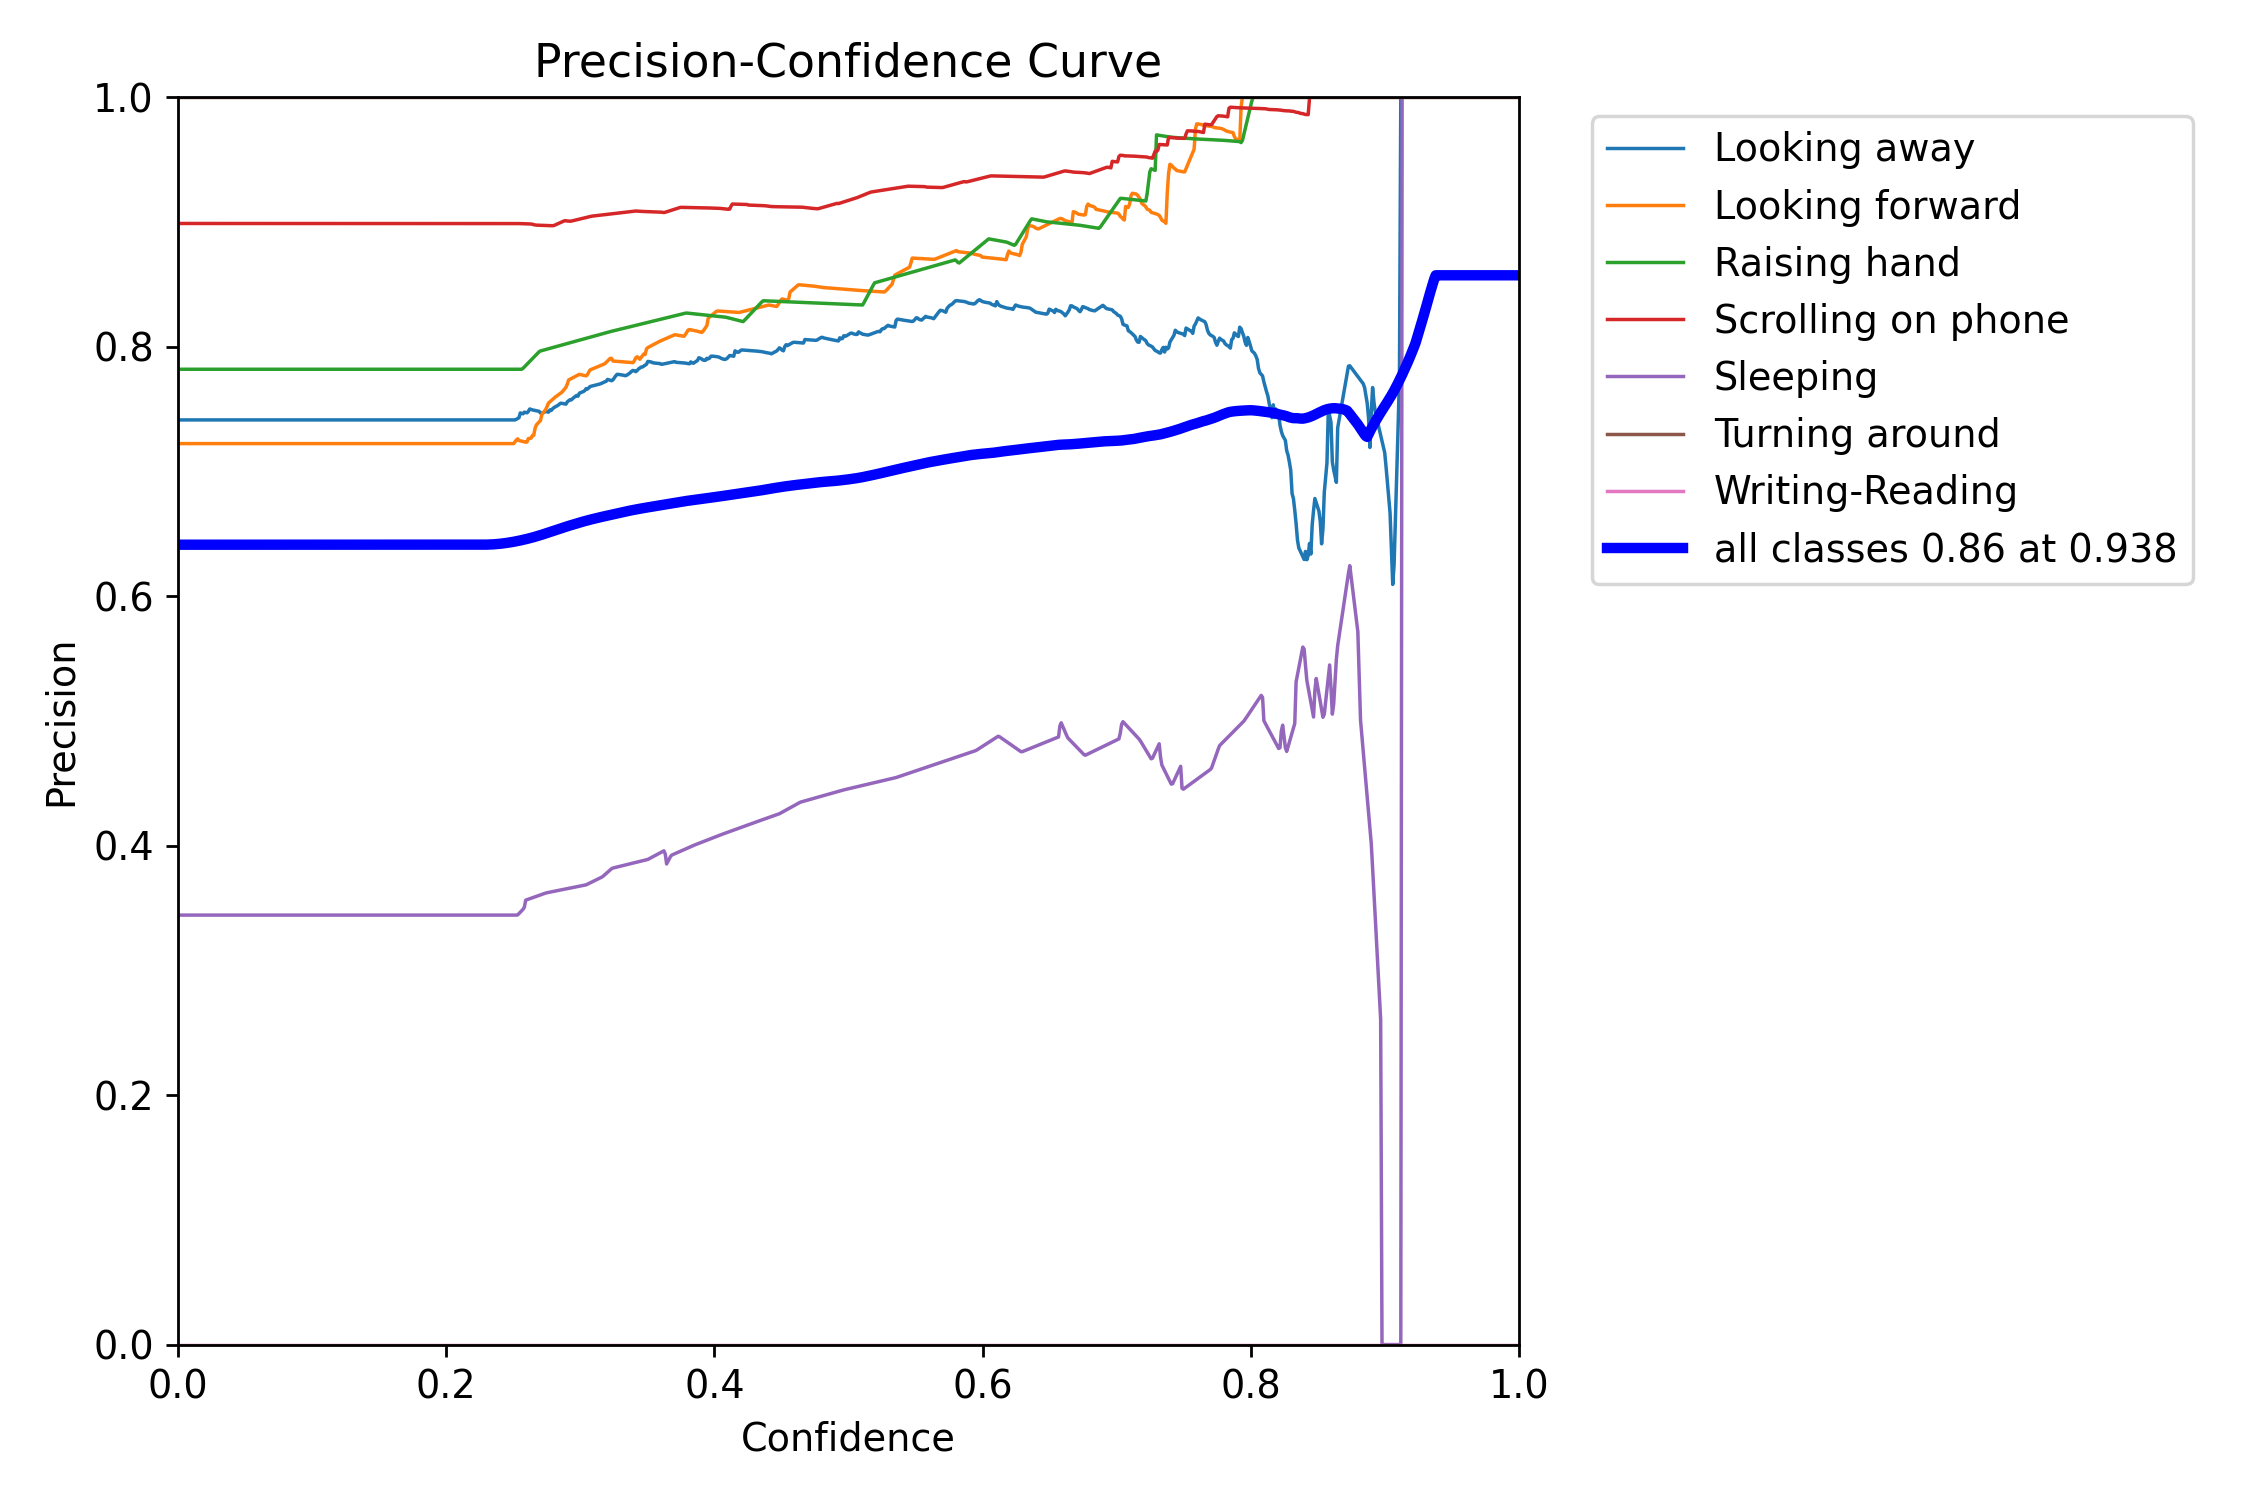 Precision-Confidence Curve
1.0
0.8
0.6
0.4
0.2
0.0
Precision
0.0 0.2 0.4 0.6 0.8 1.0
Confidence
Looking away
Looking forward
Raising hand
Scrolling on phone
Sleeping
Turning around
Writing-Reading
all classes 0.86 at 0.938